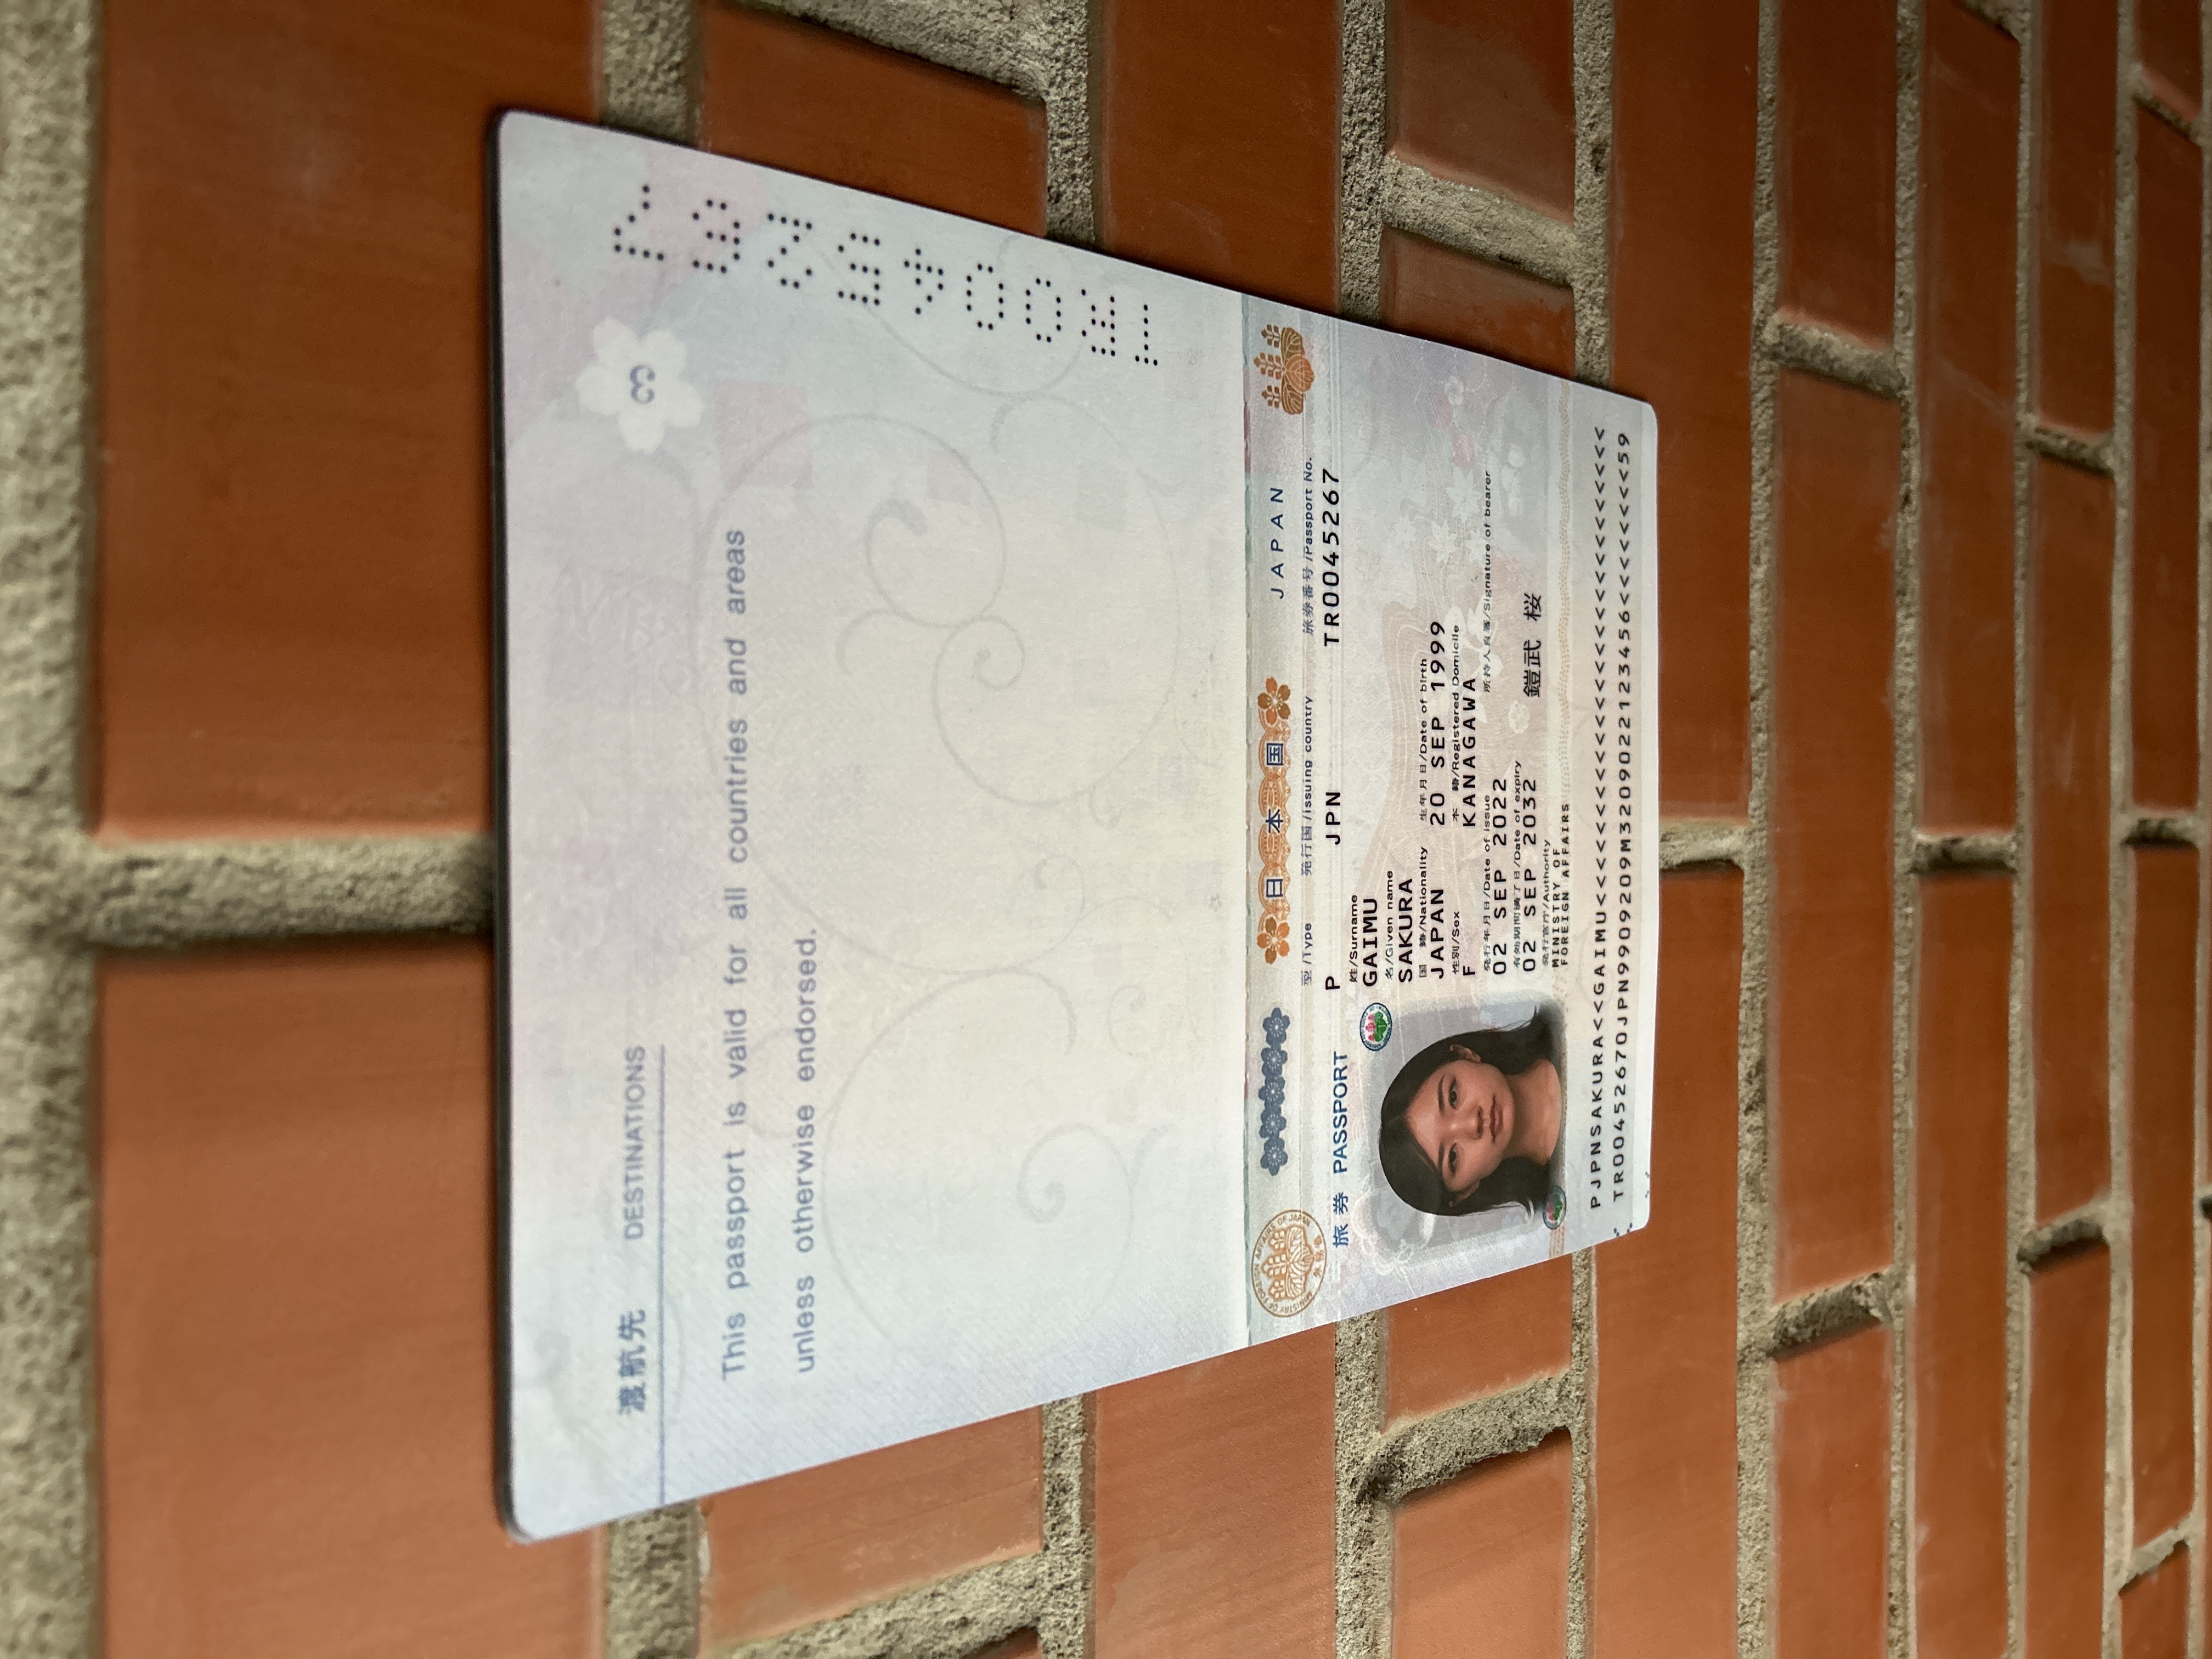 渡航先 DESTINATIONS
3
This passport is valid for all countries and areas
unless otherwise endorsed.
TR0045267
MINISTRY OF FOREIGN AFFAIRS OF JAPAN
外務省
日本国 JAPAN
旅券 PASSPORT
型/Type 発行国/Issuing country 旅券番号/Passport No.
P JPN TR0045267
姓/Surname
GAIMU
名/Given name
SAKURA
国 籍/Nationality 生年月日/Date of birth
JAPAN 20 SEP 1999
性別/Sex 本 籍/Registered Domicile
F KANAGAWA
発行年月日/Date of issue 所持人自署/Signature of bearer
02 SEP 2022
有効期間満了日/Date of expiry
02 SEP 2032 鎧武 桜
発行官庁/Authority
MINISTRY OF
FOREIGN AFFAIRS
PJPNSAKURA<<GAIMU<<<<<<<<<<<<<<<<<<<<<<<<<<<
TR00452670JPN9909209M3209022123456<<<<<<<<59